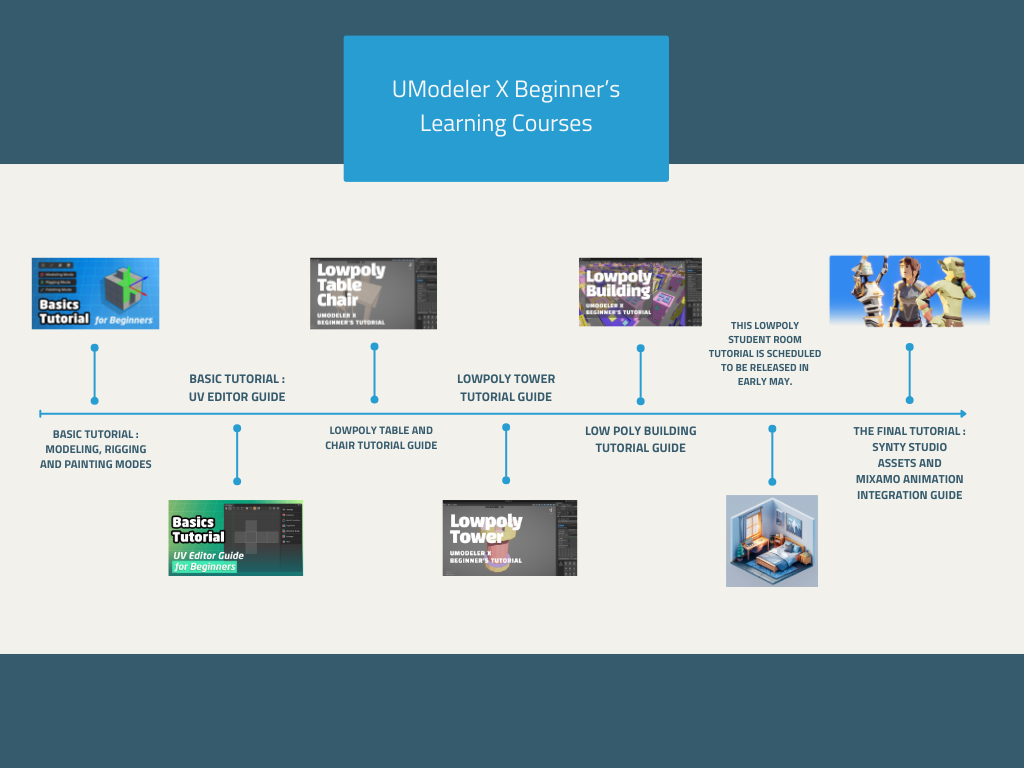 UModeler X Beginner’s
Learning Courses
Modeling Mode
Rigging Mode
Painting Mode
Basics
Tutorial for Beginners
BASIC TUTORIAL :
MODELING, RIGGING
AND PAINTING MODES
BASIC TUTORIAL :
UV EDITOR GUIDE
Basics
Tutorial
UV Editor Guide
for Beginners
Lowpoly
Table
Chair
UMODELER X
BEGINNER'S TUTORIAL
LOWPOLY TABLE AND
CHAIR TUTORIAL GUIDE
LOWPOLY TOWER
TUTORIAL GUIDE
Lowpoly
Tower
UMODELER X
BEGINNER'S TUTORIAL
Lowpoly
Building
UMODELER X
BEGINNER'S TUTORIAL
LOW POLY BUILDING
TUTORIAL GUIDE
THIS LOWPOLY
STUDENT ROOM
TUTORIAL IS SCHEDULED
TO BE RELEASED IN
EARLY MAY.
THE FINAL TUTORIAL :
SYNTY STUDIO
ASSETS AND
MIXAMO ANIMATION
INTEGRATION GUIDE